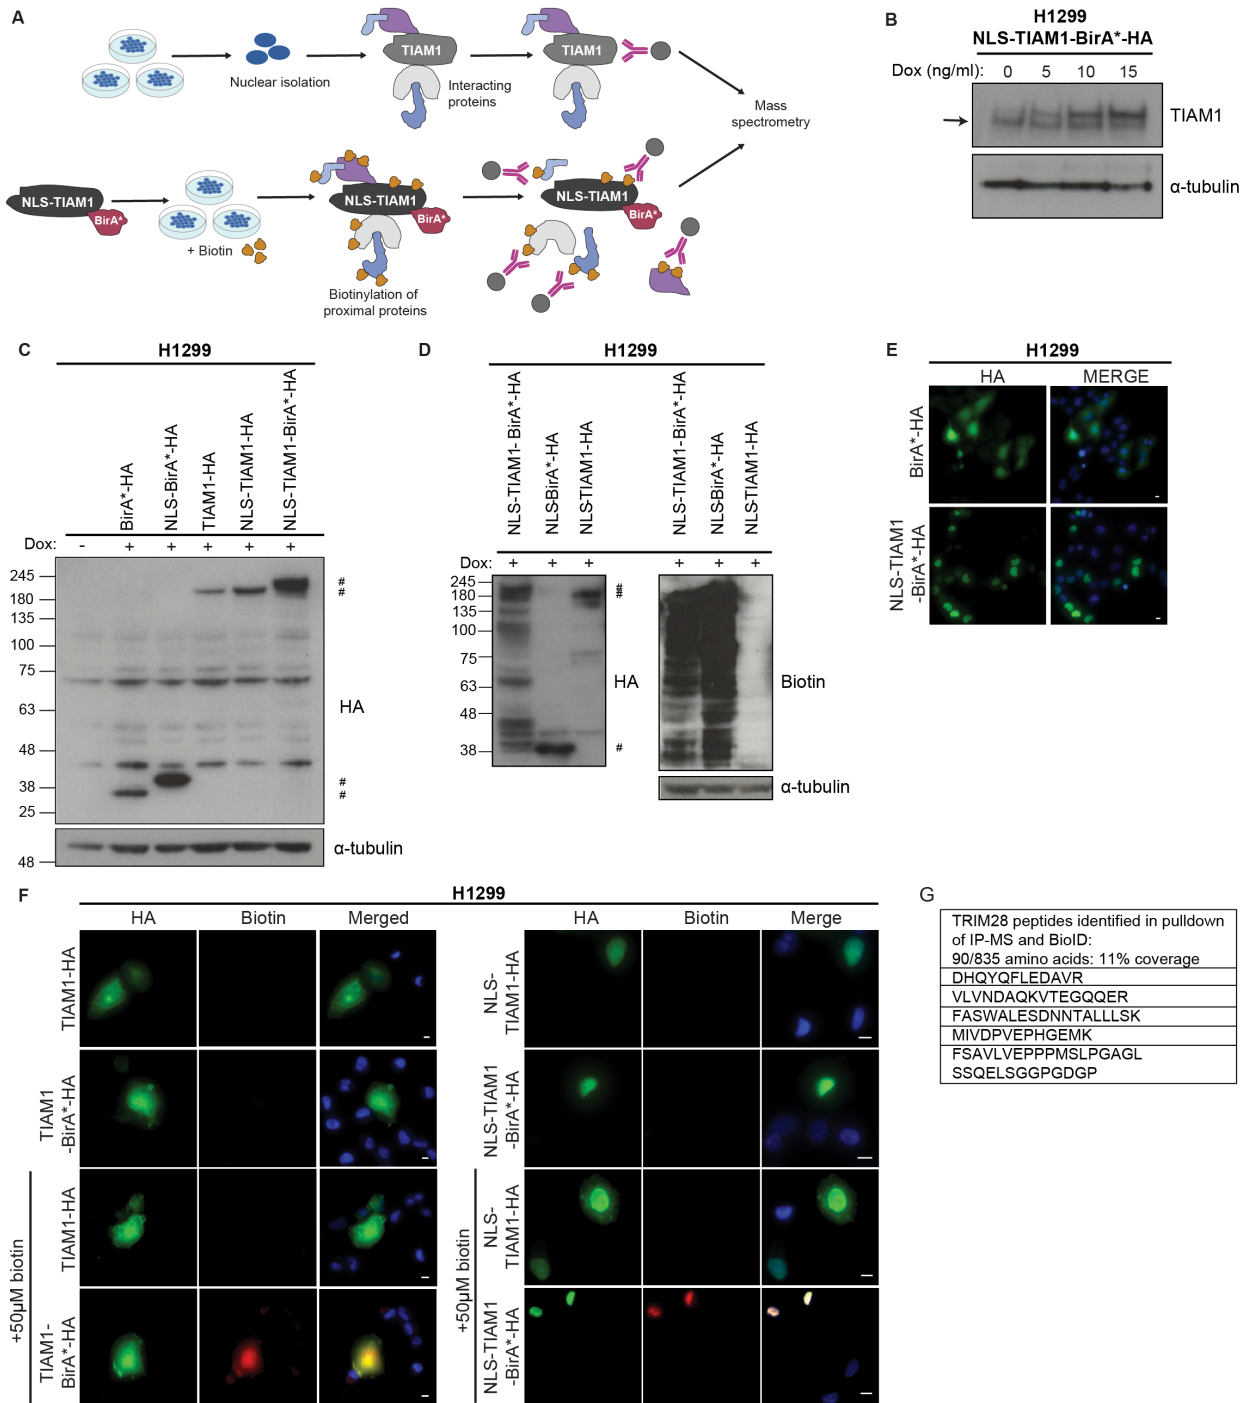 A
Nuclear isolation
TIAM1
Interacting
proteins
TIAM1
Mass
spectrometry
NLS-TIAM1
BirA*
+ Biotin
NLS-TIAM1
BirA*
Biotinylation of
proximal proteins
NLS-TIAM1
BirA*
B
H1299
NLS-TIAM1-BirA*-HA
Dox (ng/ml): 0 5 10 15
TIAM1
α-tubulin
C
H1299
BirA*-HA
NLS-BirA*-HA
TIAM1-HA
NLS-TIAM1-HA
NLS-TIAM1-BirA*-HA
Dox: - + + + + +
245
180
135
100
75
63
48
38
25
#
#
HA
#
#
48
α-tubulin
D
H1299
NLS-TIAM1- BirA*-HA
NLS-BirA*-HA
NLS-TIAM1-HA
NLS-TIAM1-BirA*-HA
NLS-BirA*-HA
NLS-TIAM1-HA
Dox: + + + + + +
245
180
135
100
75
63
48
38
#
#
HA
#
Biotin
α-tubulin
E
H1299
HA MERGE
BirA*-HA
NLS-TIAM1
-BirA*-HA
F
H1299
HA Biotin Merged
TIAM1-HA
TIAM1
-BirA*-HA
+50µM biotin
TIAM1-HA
TIAM1-
BirA*-HA
HA Biotin Merge
NLS-
TIAM1-HA
NLS-TIAM1
-BirA*-HA
+50µM biotin
NLS-
TIAM1-HA
NLS-TIAM1
-BirA*-HA
G
TRIM28 peptides identified in pulldown
of IP-MS and BioID:
90/835 amino acids: 11% coverage
DHQYQFLEDAVR
VLVNDAQKVTEGQQER
FASWALESDNNTALLLSK
MIVDPVEPHGEMK
FSAVLVEPPPMSLPGAGL
SSQELSGGPGDGP